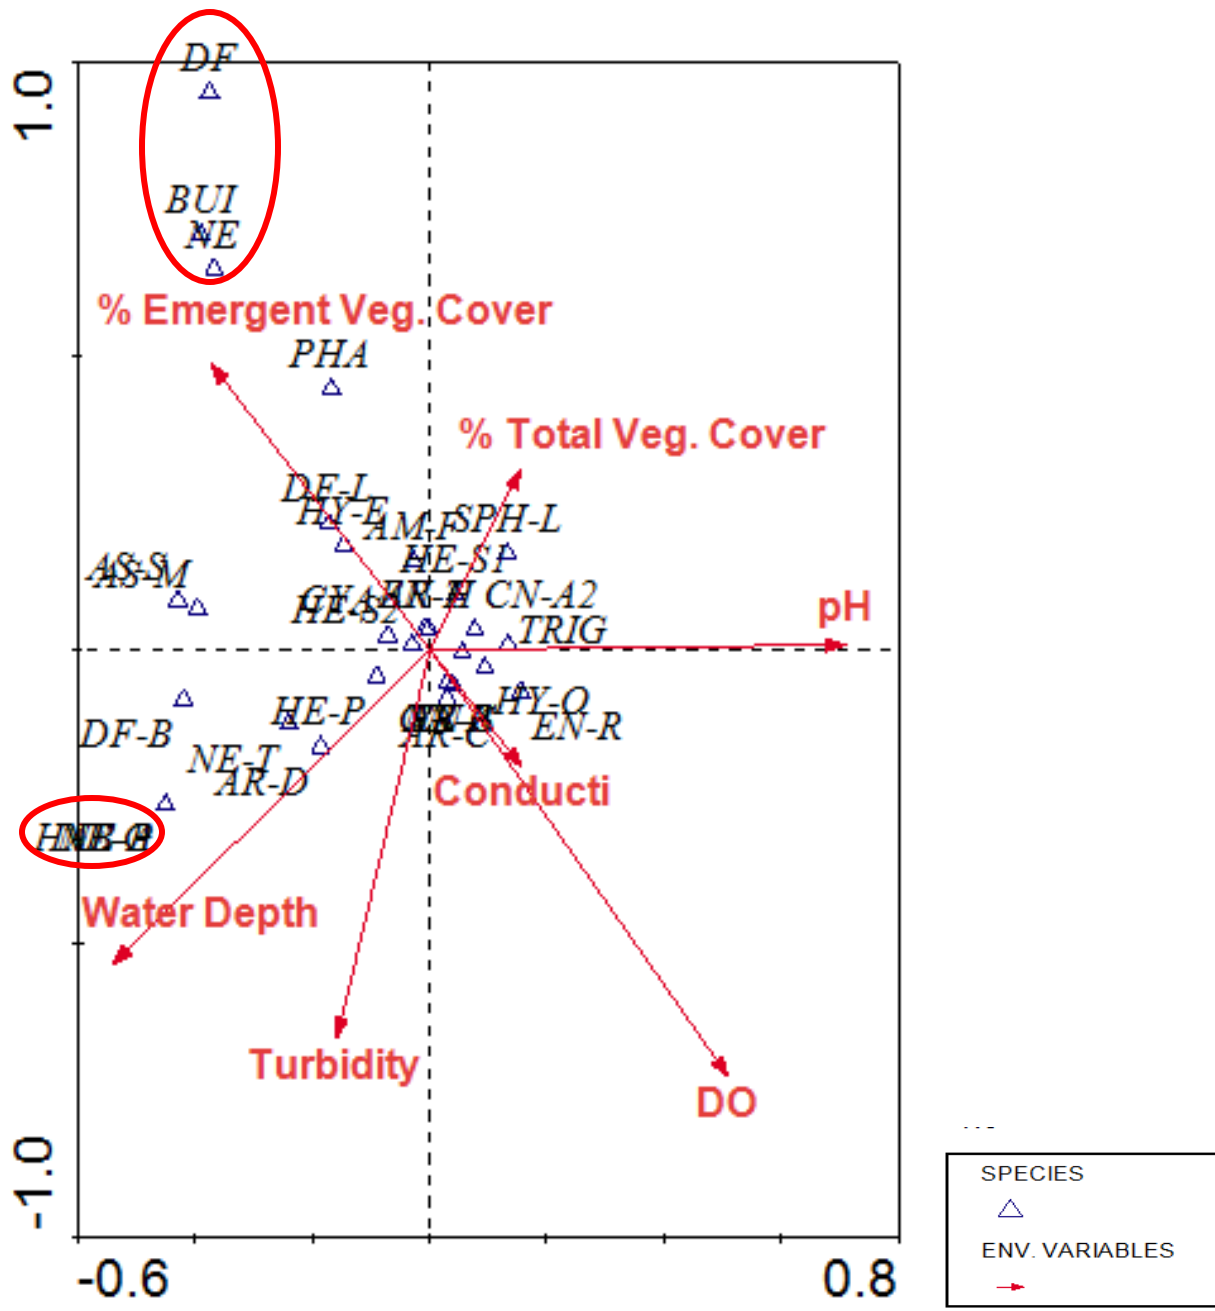 1.0
DF
BUI
NE
% Emergent Veg. Cover
PHA
% Total Veg. Cover
DF-L
HY-E
AM-F
SPH-L
HE-S1
AS-S
AS-M
CN-A2
HE-S2
pH
TRIG
HE-P
HY-O
DF-B
AR-C
EN-R
NE-T
AR-D
Conducti
Water Depth
Turbidity
DO
-1.0
-0.6
0.8
SPECIES
ENV. VARIABLES